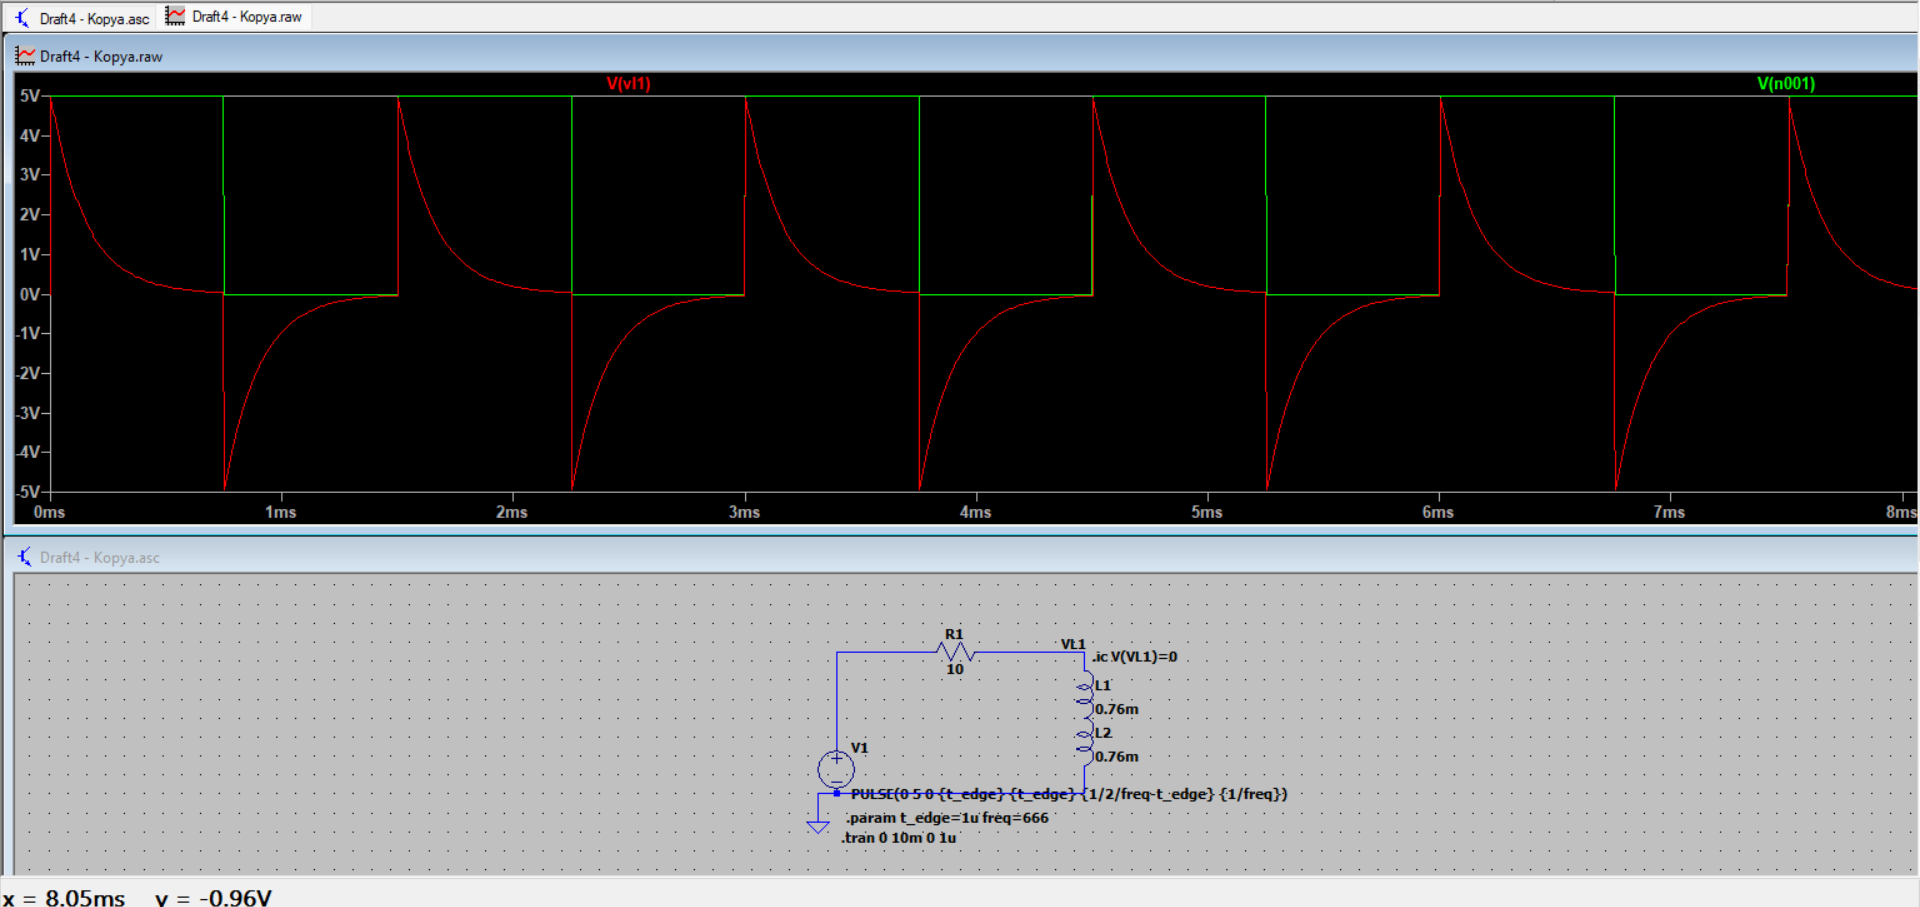 Draft4 - Kopya.asc Draft4 - Kopya.raw
Draft4 - Kopya.raw
V(vl1) V(n001)
5V
4V
3V
2V
1V
0V
-1V
-2V
-3V
-4V
-5V
0ms 1ms 2ms 3ms 4ms 5ms 6ms 7ms 8ms
Draft4 - Kopya.asc
R1
10
VL1
.ic V(VL1)=0
L1
0.76m
L2
0.76m
V1
PULSE(0 5 0 {t_edge} {t_edge} {1/2/freq-t_edge} {1/freq})
.param t_edge=1u freq=666
.tran 0 10m 0 1u
x = 8.05ms y = -0.96V